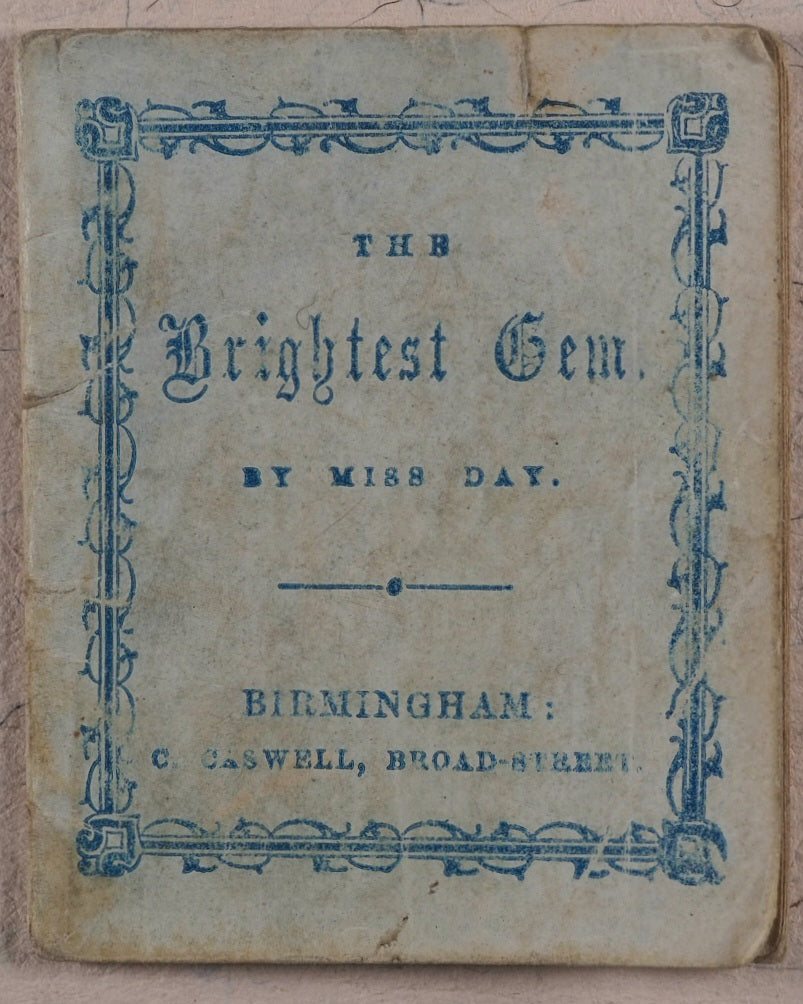 THE
Brightest Gem.
BY MISS DAY.
BIRMINGHAM:
C. CASWELL, BROAD-STREET.